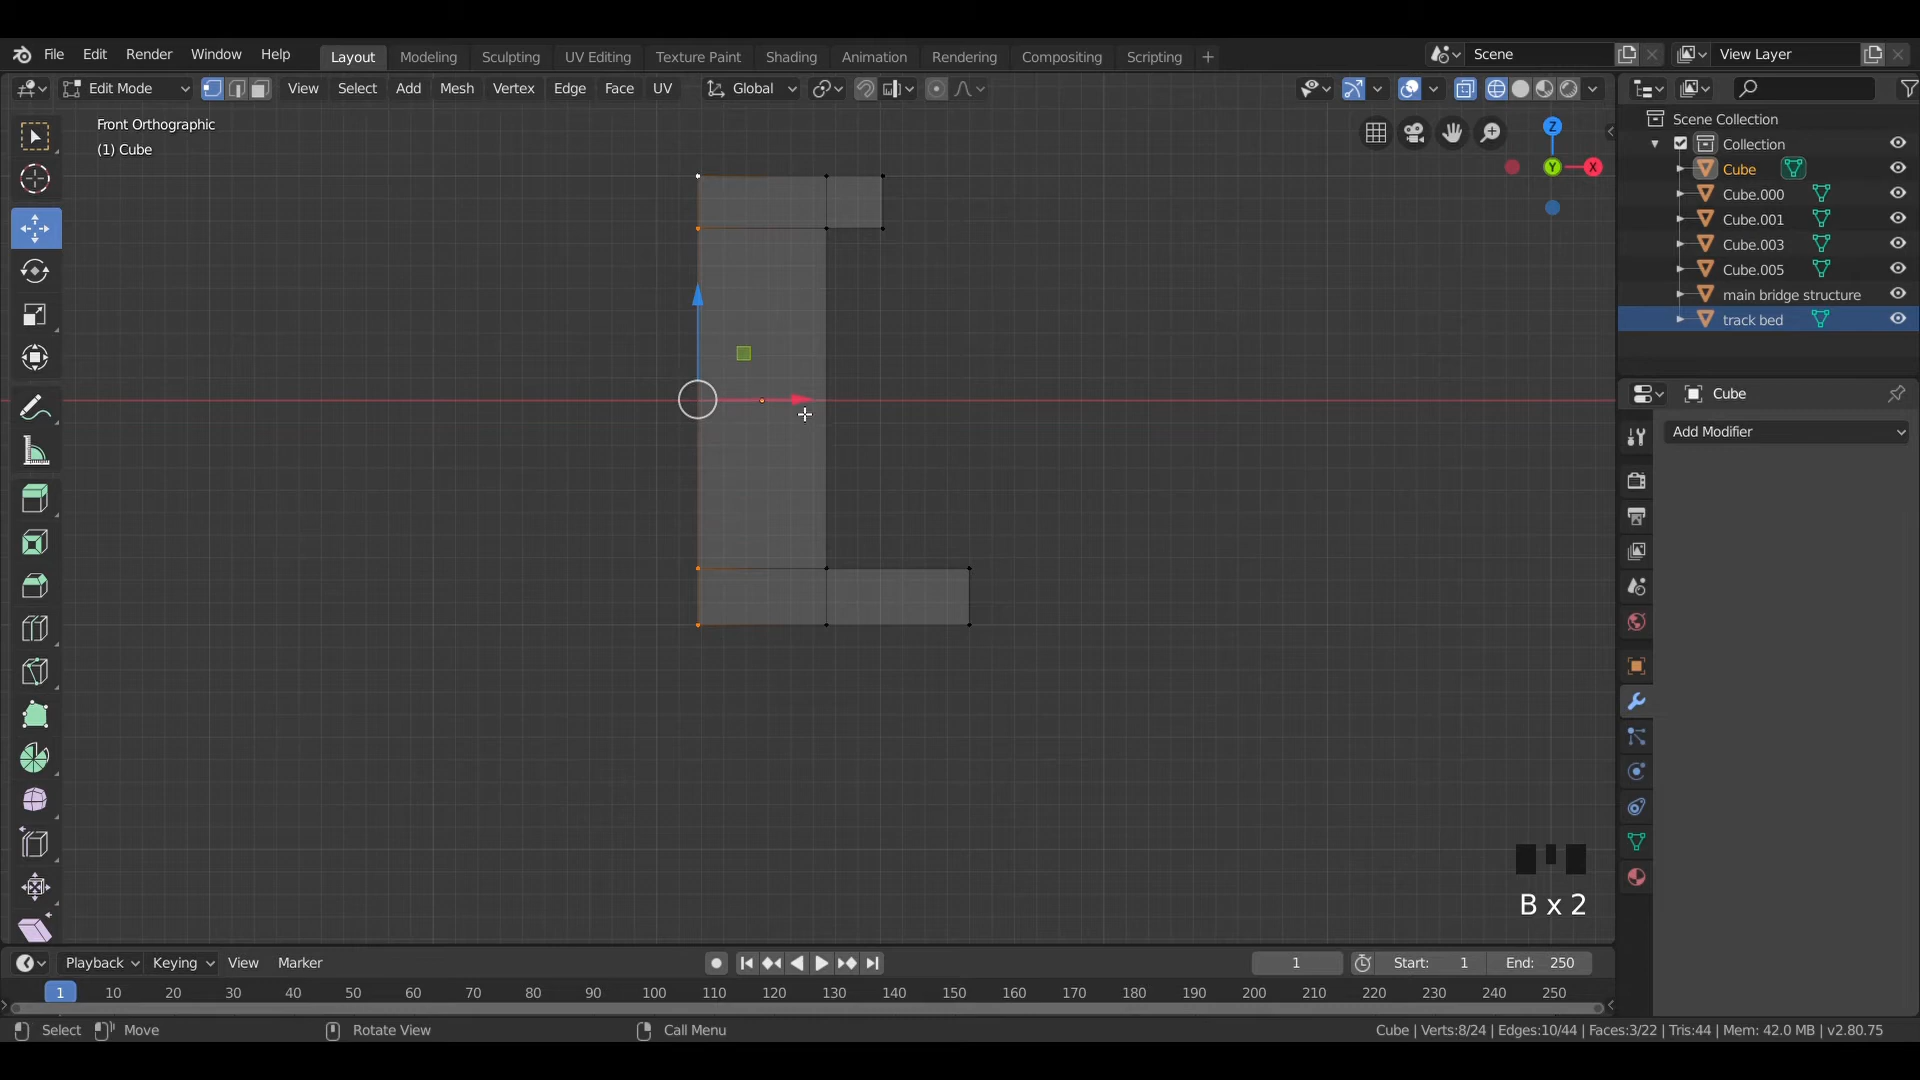 File Edit Render Window Help Layout Modeling Sculpting UV Editing Texture Paint Shading Animation Rendering Compositing Scripting + Scene View Layer
Edit Mode View Select Add Mesh Vertex Edge Face UV Global
Front Orthographic
(1) Cube
Z
Y
X
Scene Collection
Collection
Cube
Cube.000
Cube.001
Cube.003
Cube.005
main bridge structure
track bed
Cube
Add Modifier
B x 2
Playback Keying View Marker 1 Start: 1 End: 250
1 10 20 30 40 50 60 70 80 90 100 110 120 130 140 150 160 170 180 190 200 210 220 230 240 250
Select Move Rotate View Call Menu Cube | Verts:8/24 | Edges:10/44 | Faces:3/22 | Tris:44 | Mem: 42.0 MB | v2.80.75